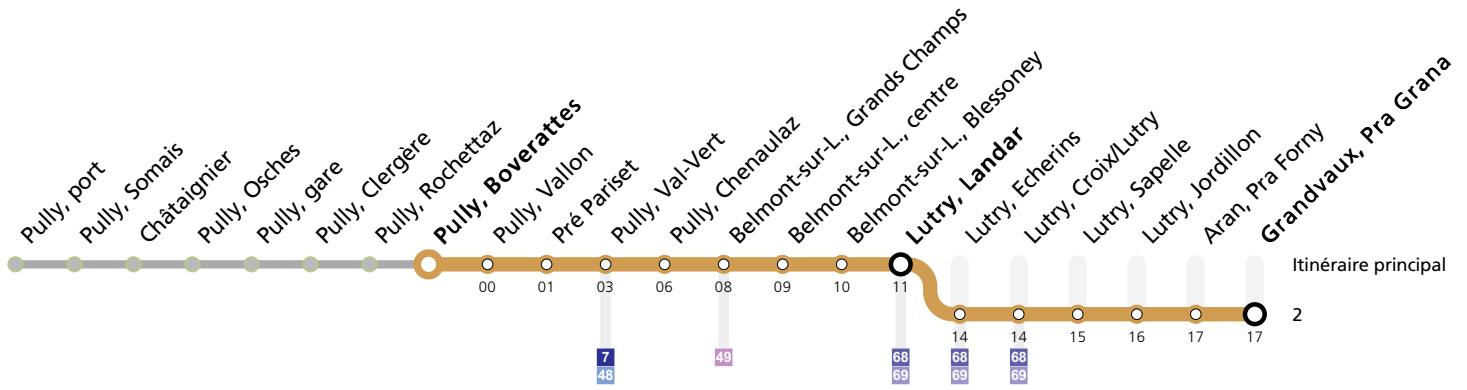 Pully, port
Pully, Somais
Châtaignier
Pully, Osches
Pully, gare
Pully, Clergère
Pully, Rochettaz
Pully, Boverattes
Pully, Vallon
Pré Pariset
Pully, Val-Vert
Pully, Chenaulaz
Belmont-sur-L., Grands Champs
Belmont-sur-L., centre
Belmont-sur-L., Blessoney
Lutry, Landar
Lutry, Echerins
Lutry, Croix/Lutry
Lutry, Sapelle
Lutry, Jordillon
Aran, Pra Forny
Grandvaux, Pra Grana
Itinéraire principal
00 01 03 06 08 09 10 11
2
14 14 15 16 17 17
7 49 68 68 68
48 69 69 69